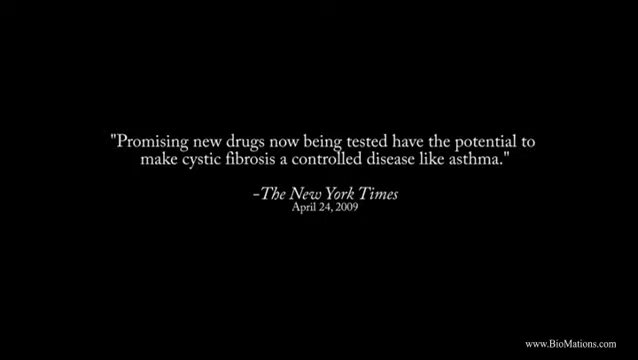 "Promising new drugs now being tested have the potential to
make cystic fibrosis a controlled disease like asthma."
-The New York Times
April 24, 2009
www.BioMations.com